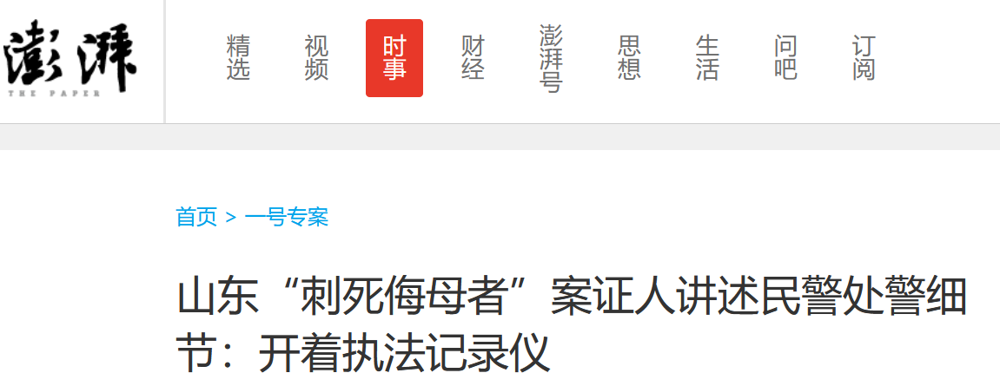 澎湃
THE PAPER
精选 视频 时事 财经 澎湃号 思想 生活 问吧 订阅
首页 > 一号专案
山东“刺死侮母者”案证人讲述民警处警细
节：开着执法记录仪